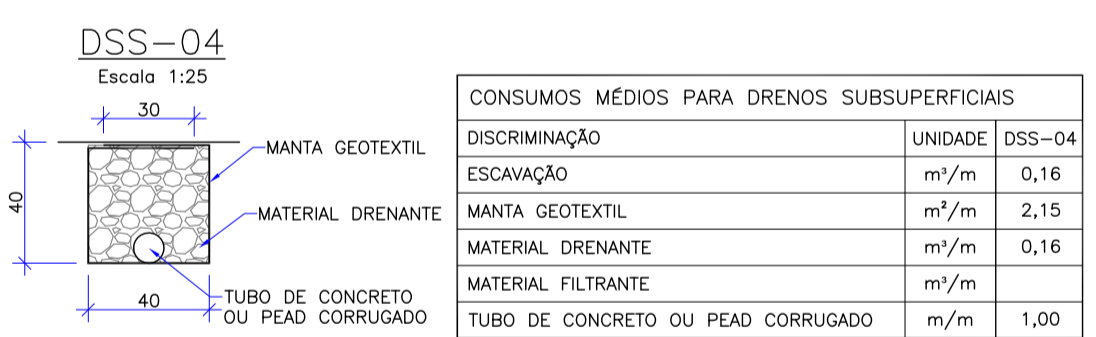 DSS-04
Escala 1:25
30
MANTA GEOTEXTIL
40
MATERIAL DRENANTE
40
TUBO DE CONCRETO
OU PEAD CORRUGADO
CONSUMOS MÉDIOS PARA DRENOS SUBSUPERFICIAIS
DISCRIMINAÇÃO UNIDADE DSS-04
ESCAVAÇÃO m³/m 0,16
MANTA GEOTEXTIL m²/m 2,15
MATERIAL DRENANTE m³/m 0,16
MATERIAL FILTRANTE m³/m
TUBO DE CONCRETO OU PEAD CORRUGADO m/m 1,00